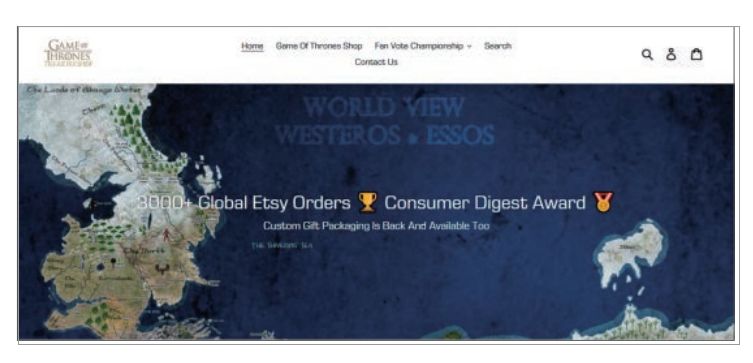 GAME OF
THRONES
Home Game Of Thrones Shop Fan Vote Championship Search
Contact Us
The Lands of Always Winter
WORLD VIEW
WESTEROS & ESSOS
3000+ Global Etsy Orders 🏆 Consumer Digest Award 🏅
Custom Gift Packaging Is Back And Available Too
THE SHIVERING SEA
The North